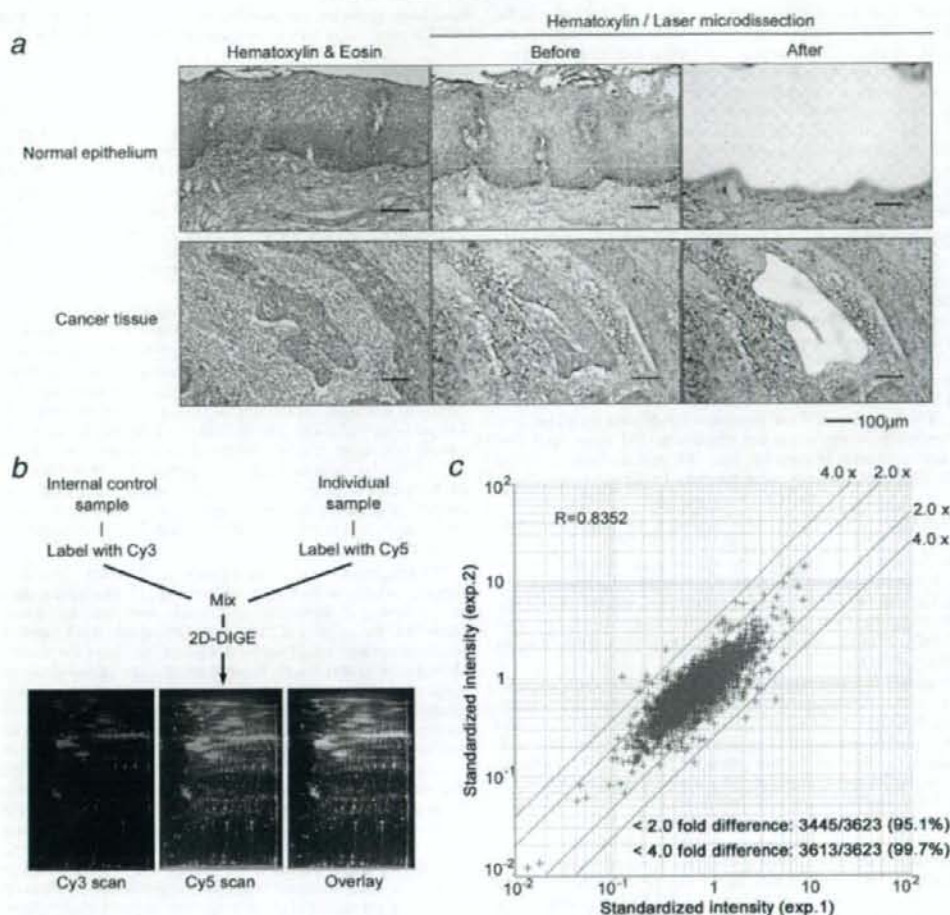 a
Hematoxylin / Laser microdissection
Hematoxylin & Eosin
Before
After
Normal epithelium
Cancer tissue
100µm
b
Internal control
sample
Individual
sample
Label with Cy3
Label with Cy5
Mix
2D-DIGE
Cy3 scan
Cy5 scan
Overlay
c
4.0 x
2.0 x
2.0 x
4.0 x
R=0.8352
10²
10
1
10⁻¹
10⁻²
Standardized intensity (exp.2)
< 2.0 fold difference: 3445/3623 (95.1%)
< 4.0 fold difference: 3613/3623 (99.7%)
10⁻²
10⁻¹
1
10
10²
Standardized intensity (exp.1)